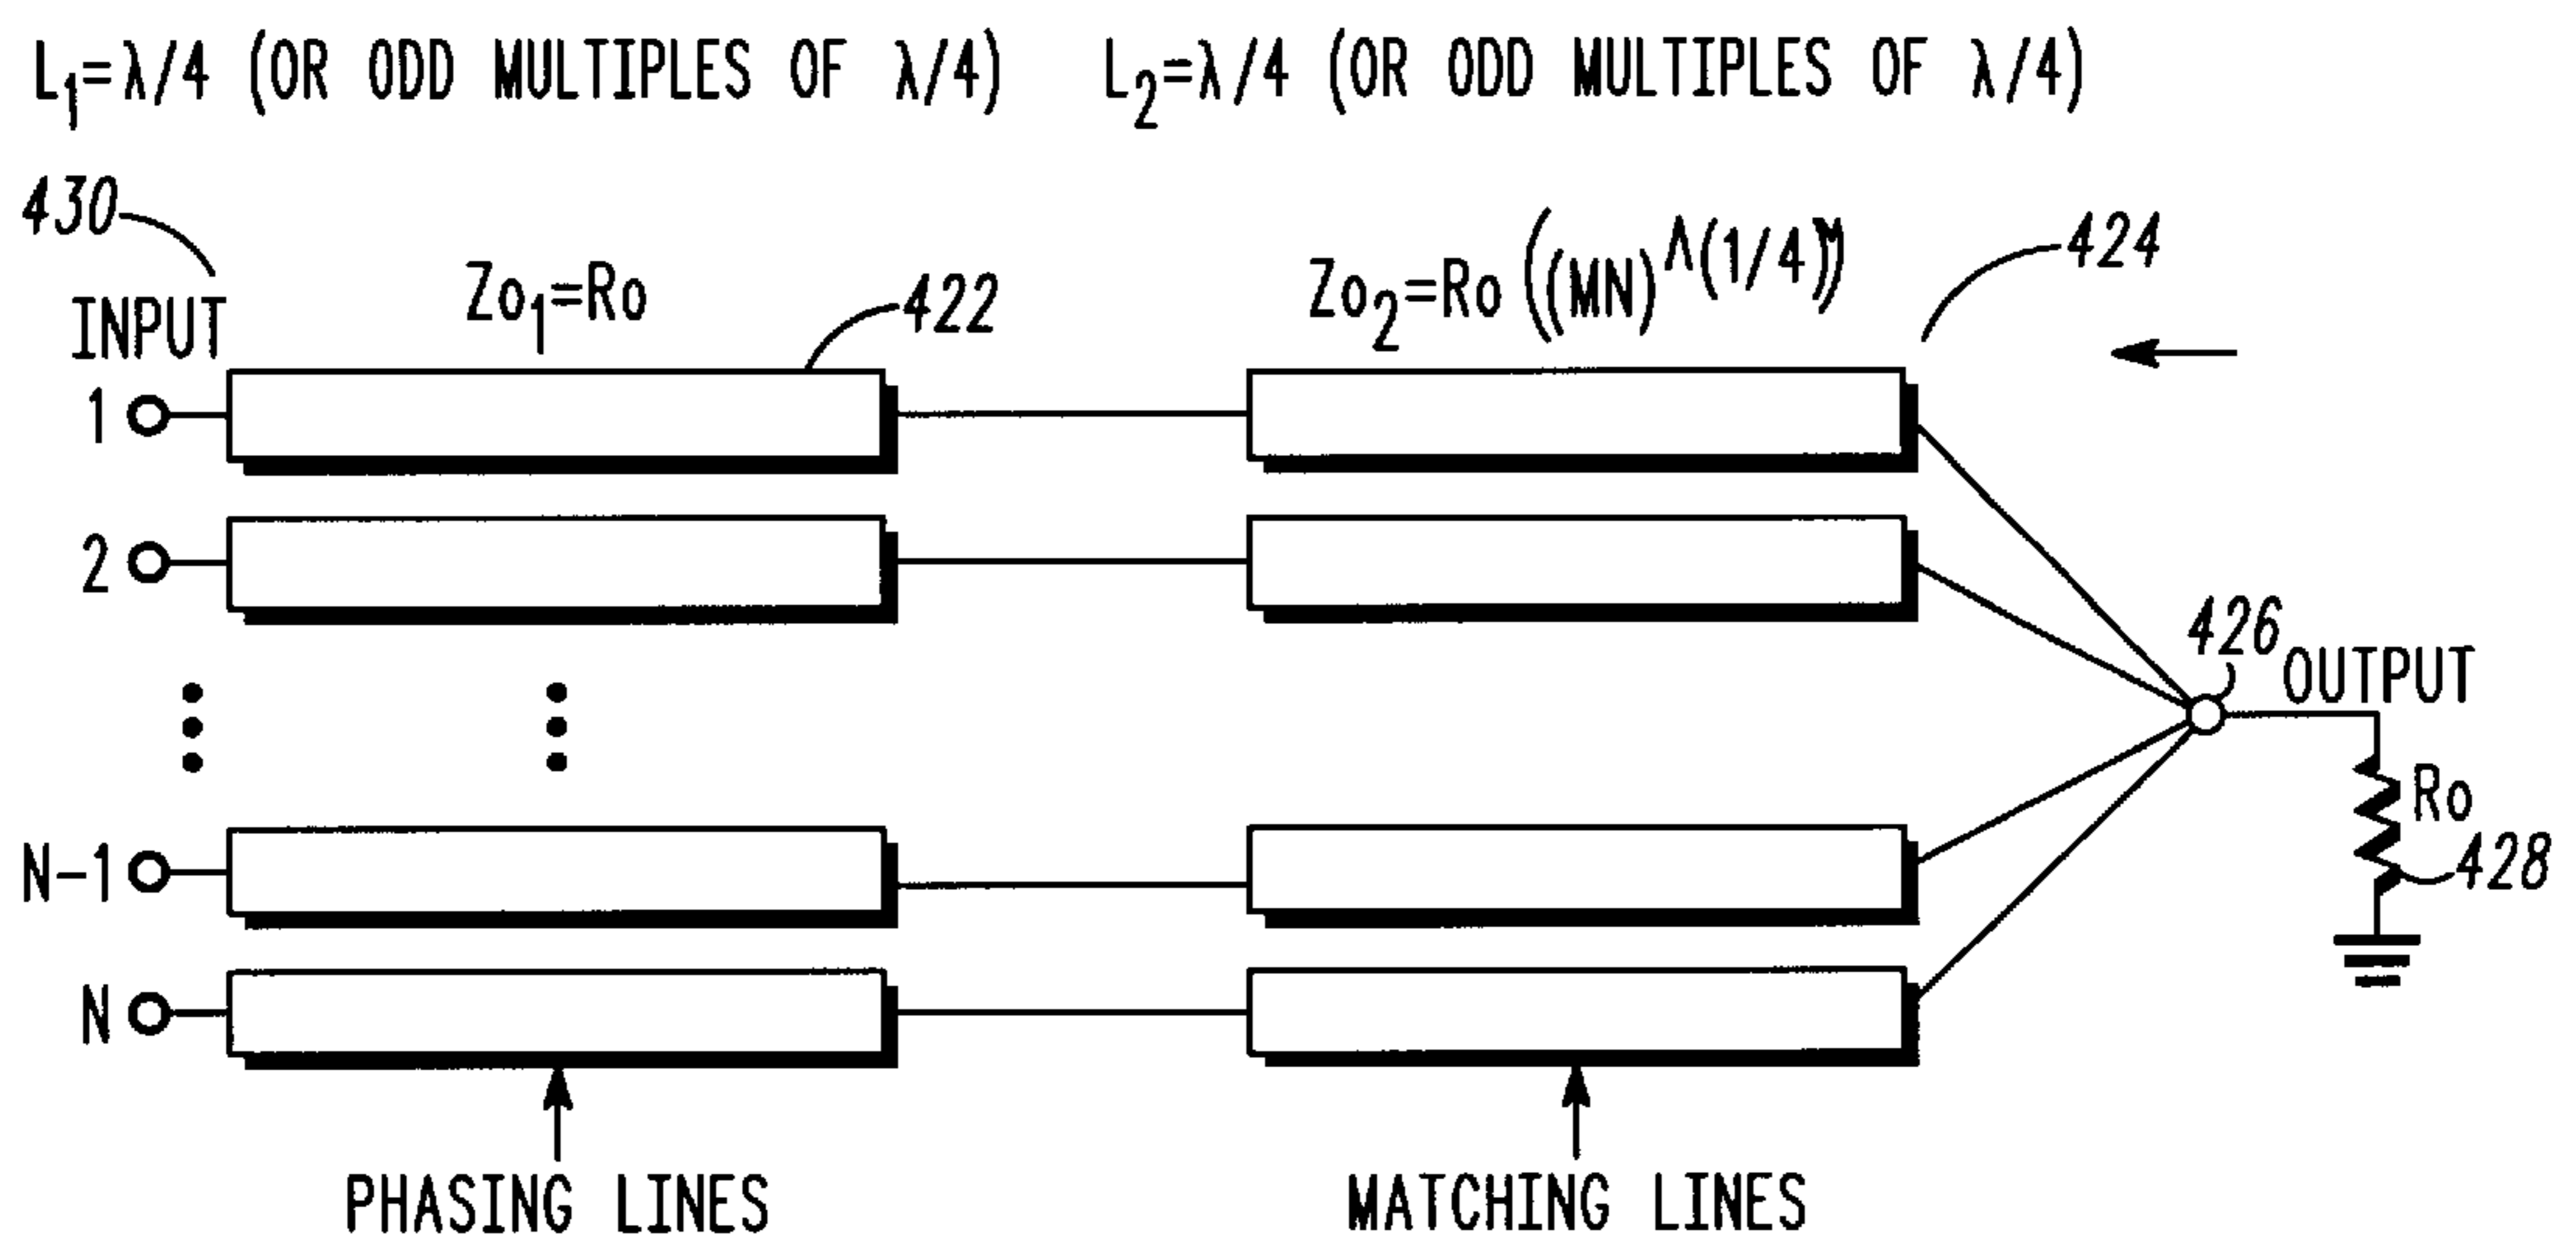 L₁=λ/4 (OR ODD MULTIPLES OF λ/4) L₂=λ/4 (OR ODD MULTIPLES OF λ/4)
430
INPUT
Zo₁=Ro
422
Zo₂=Ro ((MN)^(1/4))
424
1
2
426
OUTPUT
Ro
428
N-1
N
PHASING LINES
MATCHING LINES